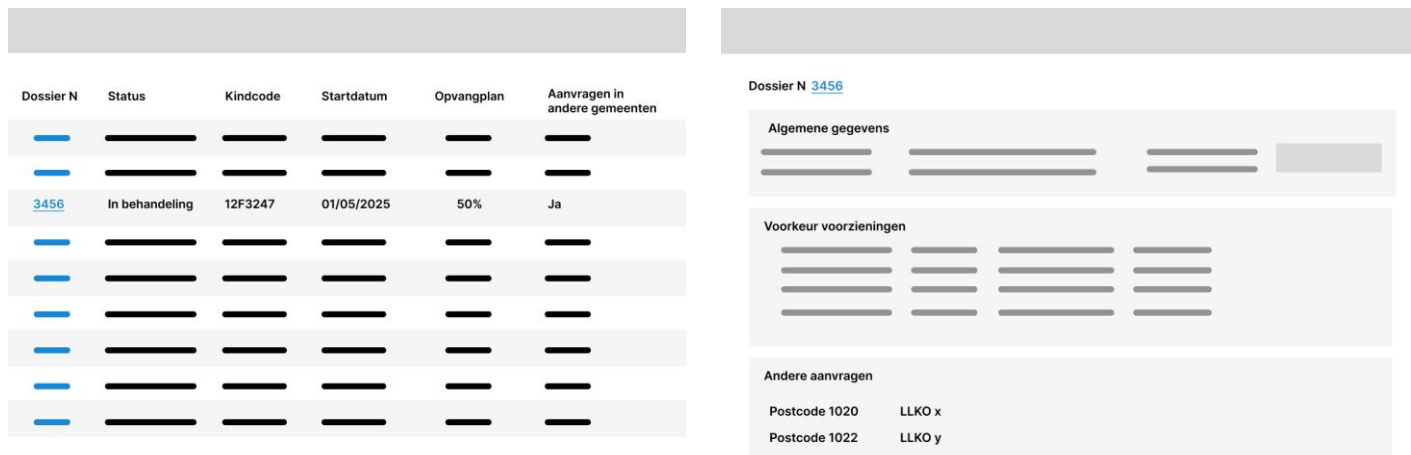 Dossier N Status Kindcode Startdatum Opvangplan Aanvragen in
andere gemeenten
3456 In behandeling 12F3247 01/05/2025 50% Ja
Dossier N 3456
Algemene gegevens
Voorkeur voorzieningen
Andere aanvragen
Postcode 1020 LLKO x
Postcode 1022 LLKO y